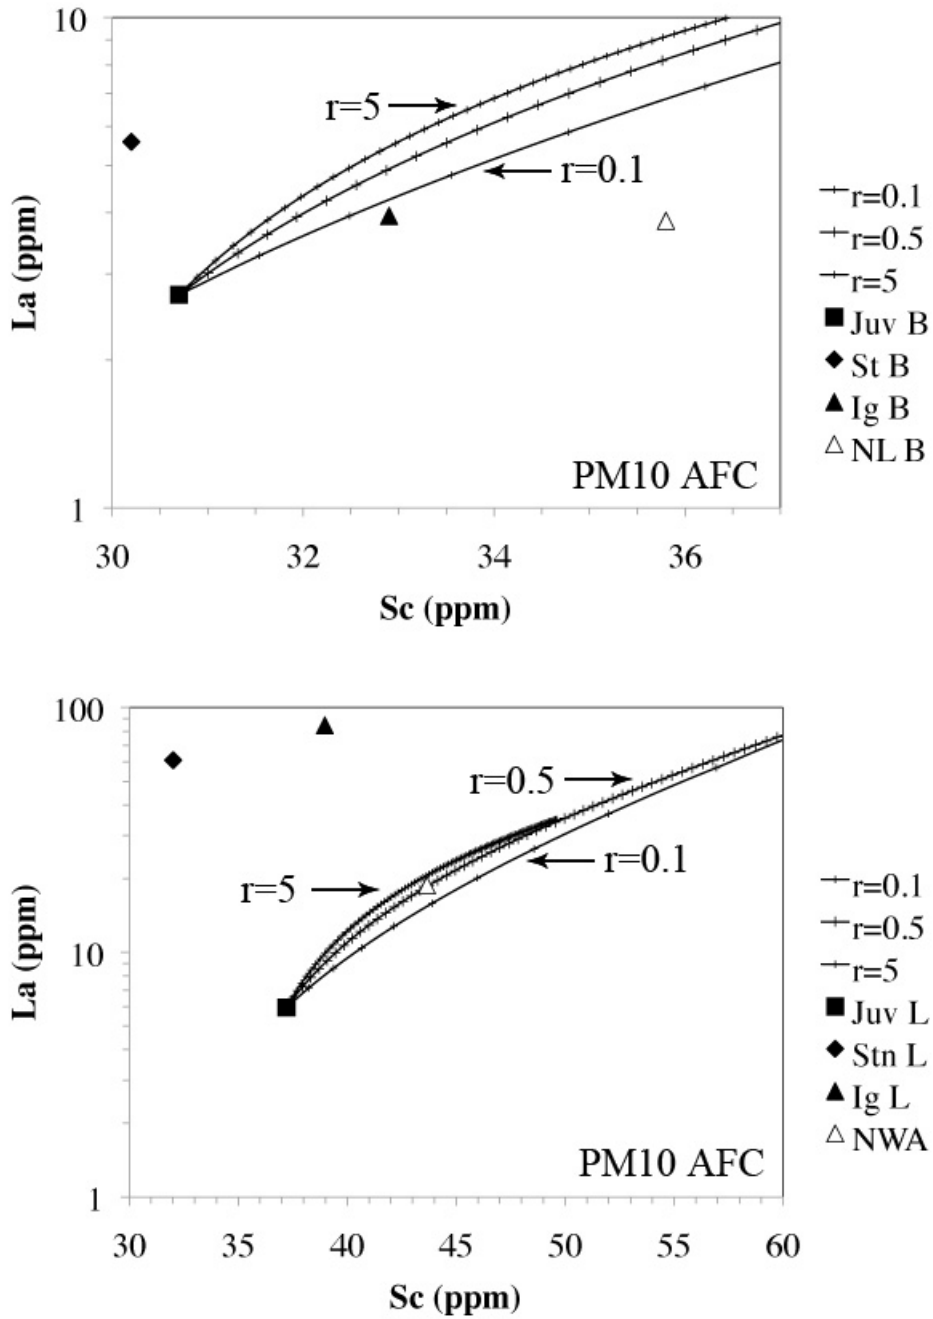 10
r=5
r=0.1
La (ppm)
r=0.1
r=0.5
r=5
Juv B
St B
Ig B
NL B
PM10 AFC
1
30 32 34 36
Sc (ppm)
100
r=0.5
r=0.1
r=5
10
La (ppm)
r=0.1
r=0.5
r=5
Juv L
Stn L
Ig L
NWA
PM10 AFC
1
30 35 40 45 50 55 60
Sc (ppm)